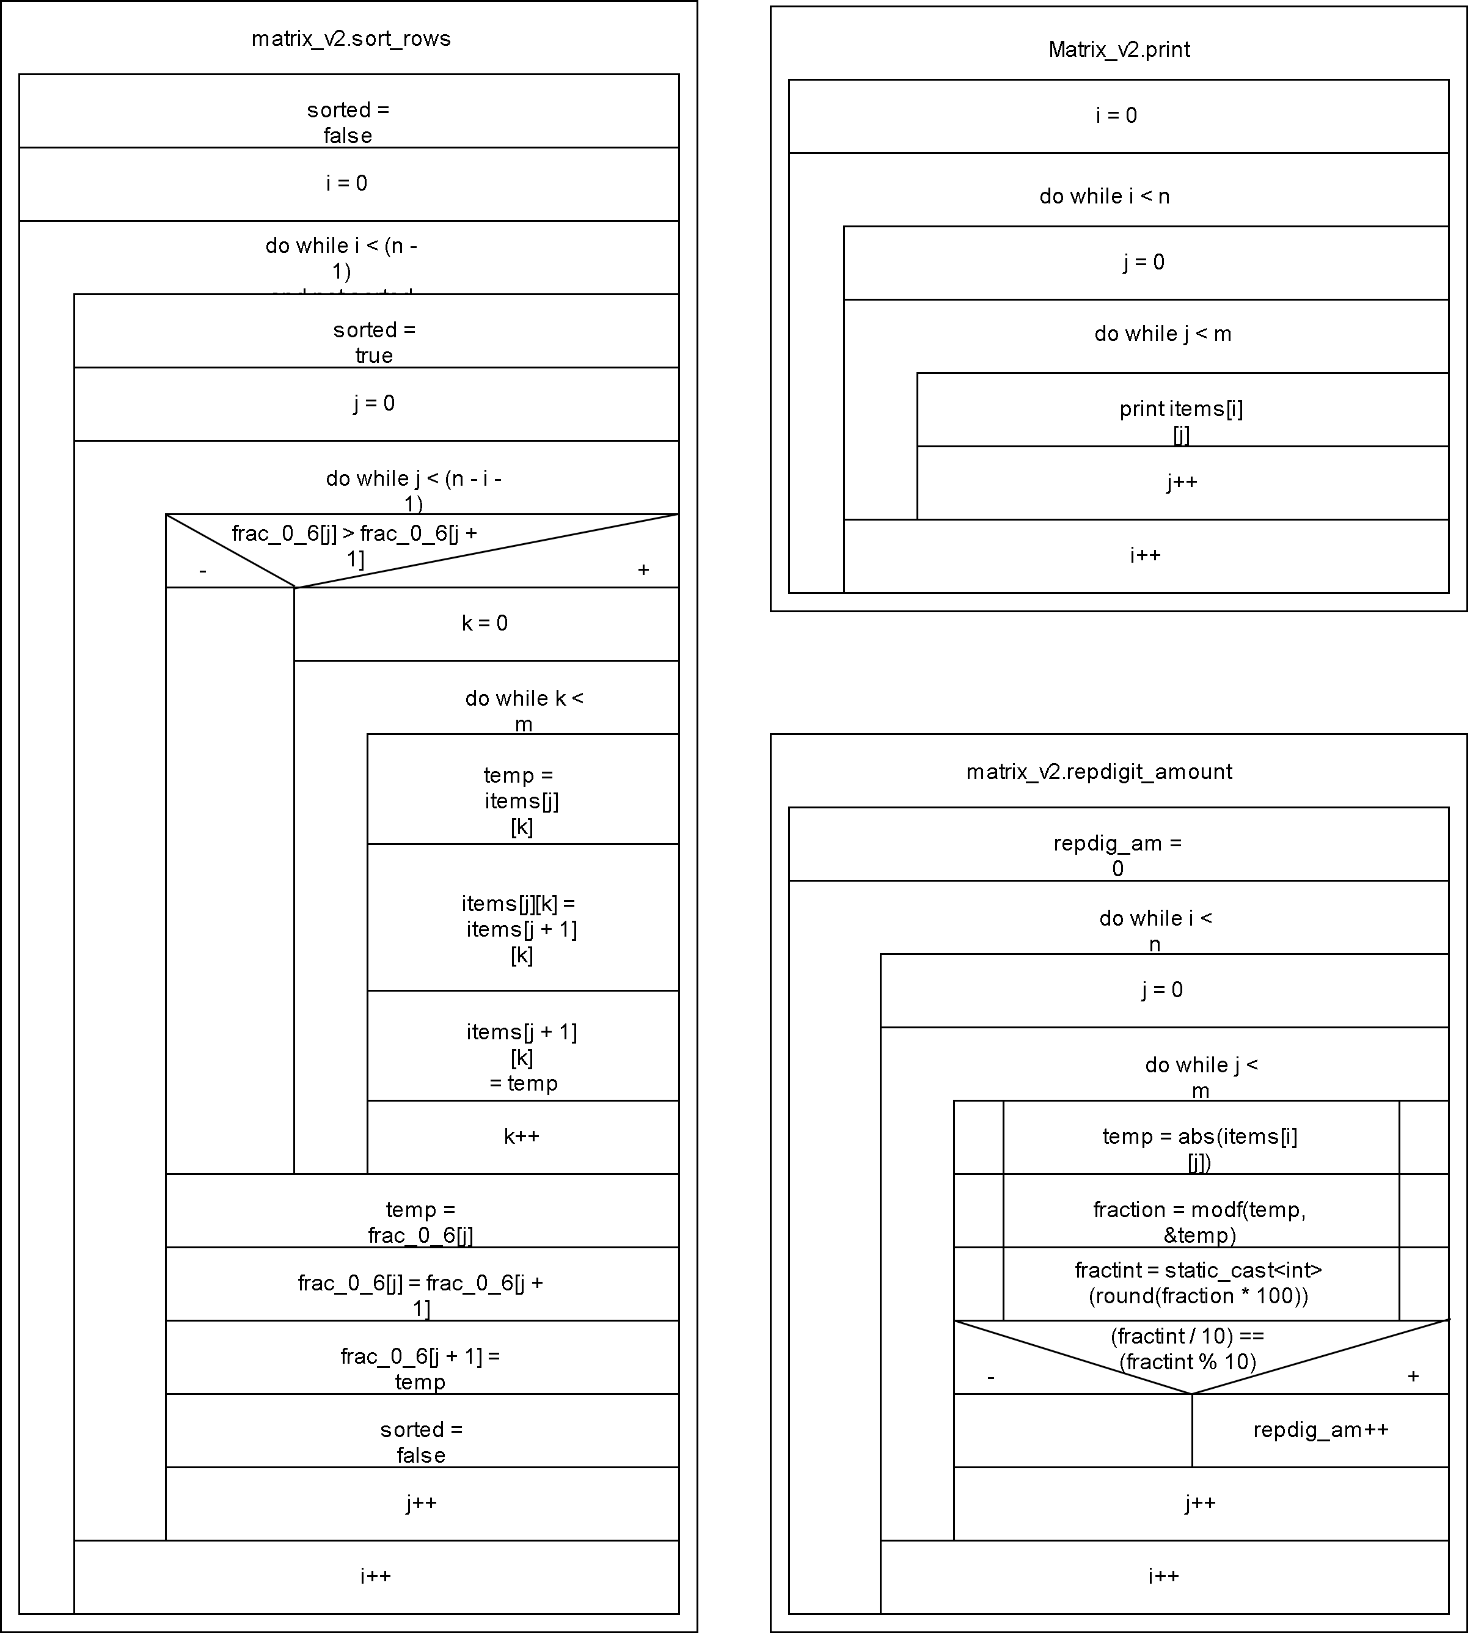 matrix_v2.sort_rows
sorted =
false
i = 0
do while i < (n -
1)
sorted =
true
j = 0
do while j < (n - i -
1)
frac_0_6[j] > frac_0_6[j +
1]
-
+
k = 0
do while k <
m
temp =
items[j]
[k]
items[j][k] =
items[j + 1]
[k]
items[j + 1]
[k]
= temp
k++
temp =
frac_0_6[j]
frac_0_6[j] = frac_0_6[j +
1]
frac_0_6[j + 1] =
temp
sorted =
false
j++
i++
Matrix_v2.print
i = 0
do while i < n
j = 0
do while j < m
print items[i]
[j]
j++
i++
matrix_v2.repdigit_amount
repdig_am =
0
do while i <
n
j = 0
do while j <
m
temp = abs(items[i]
[j])
fraction = modf(temp,
&temp)
fractint = static_cast<int>
(round(fraction * 100))
(fractint / 10) ==
(fractint % 10)
-
+
repdig_am++
j++
i++